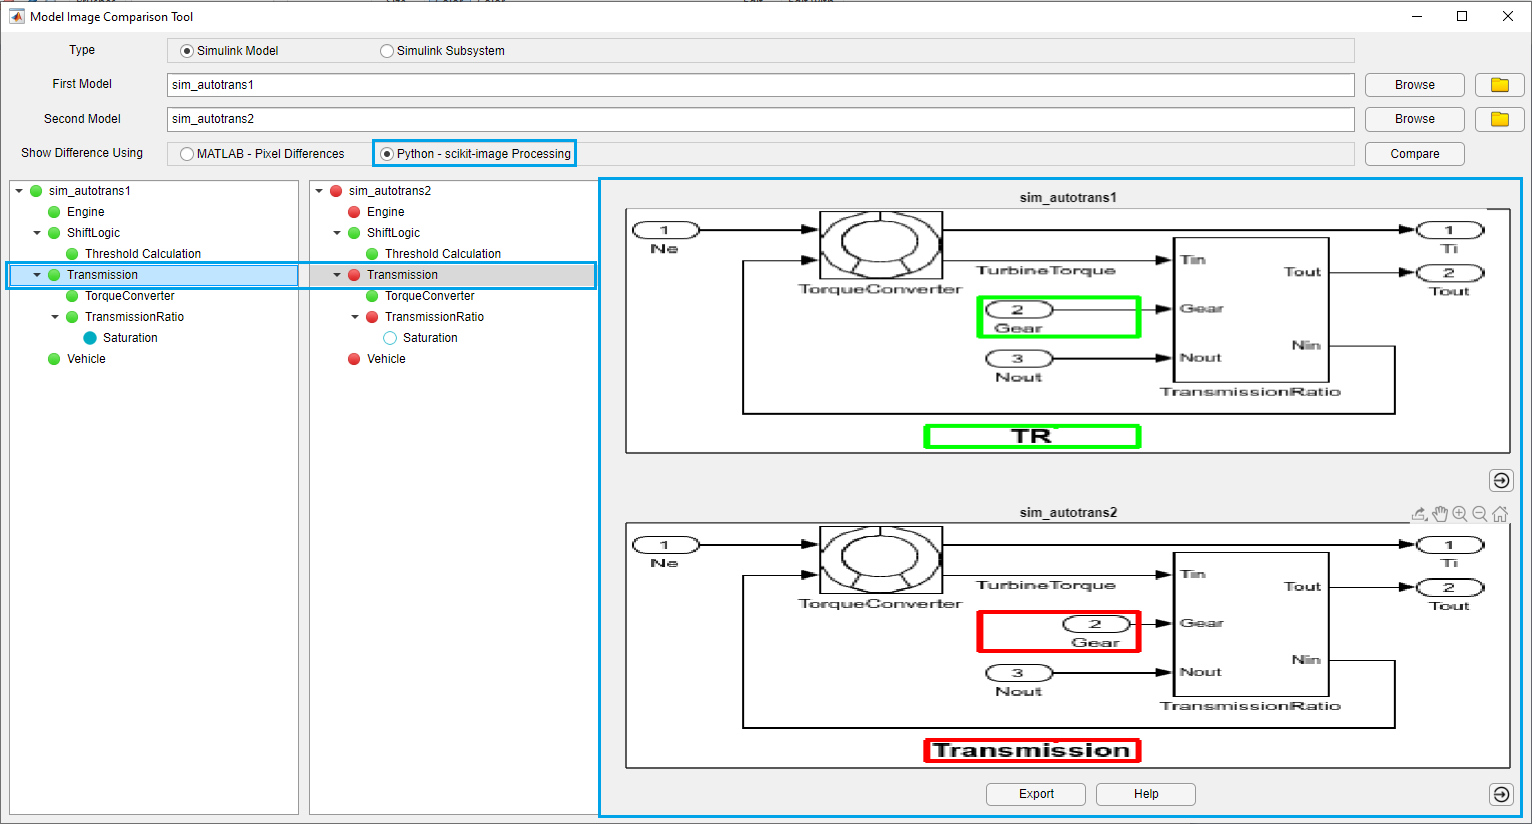 Model Image Comparison Tool
Type
Simulink Model
Simulink Subsystem
First Model
sim_autotrans1
Browse
Second Model
sim_autotrans2
Browse
Show Difference Using
MATLAB - Pixel Differences
Python - scikit-image Processing
Compare
sim_autotrans1
Engine
ShiftLogic
Threshold Calculation
Transmission
TorqueConverter
TransmissionRatio
Saturation
Vehicle
sim_autotrans2
Engine
ShiftLogic
Threshold Calculation
Transmission
TorqueConverter
TransmissionRatio
Saturation
Vehicle
sim_autotrans1
1
Ne
TorqueConverter
TurbineTorque
2
Gear
3
Nout
Tin
Gear
Nout
Tout
Nin
TransmissionRatio
1
Ti
2
Tout
TR
sim_autotrans2
1
Ne
TorqueConverter
TurbineTorque
2
Gear
3
Nout
Tin
Gear
Nout
Tout
Nin
TransmissionRatio
1
Ti
2
Tout
Transmission
Export
Help